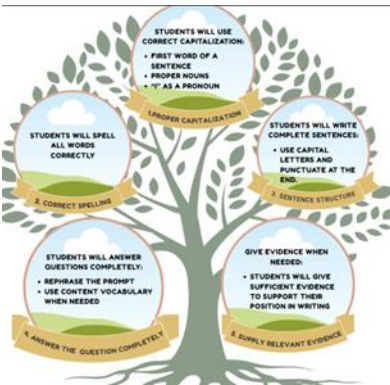 STUDENTS WILL USE
CORRECT CAPITALIZATION:
• FIRST WORD OF A
SENTENCE
• PROPER NOUNS
• "I" AS A PRONOUN
1.PROPER CAPITALIZATION
STUDENTS WILL SPELL
ALL WORDS
CORRECTLY
2. CORRECT SPELLING
STUDENTS WILL WRITE
COMPLETE SENTENCES:
• USE CAPITAL
LETTERS AND
PUNCTUATE AT THE
END.
3. SENTENCE STRUCTURE
STUDENTS WILL ANSWER
QUESTIONS COMPLETELY:
• REPHRASE THE PROMPT
• USE CONTENT VOCABULARY
WHEN NEEDED
4. ANSWER THE QUESTION COMPLETELY
GIVE EVIDENCE WHEN
NEEDED:
• STUDENTS WILL GIVE
SUFFICIENT EVIDENCE
TO SUPPORT THEIR
POSITION IN WRITING
5. SUPPLY RELEVANT EVIDENCE